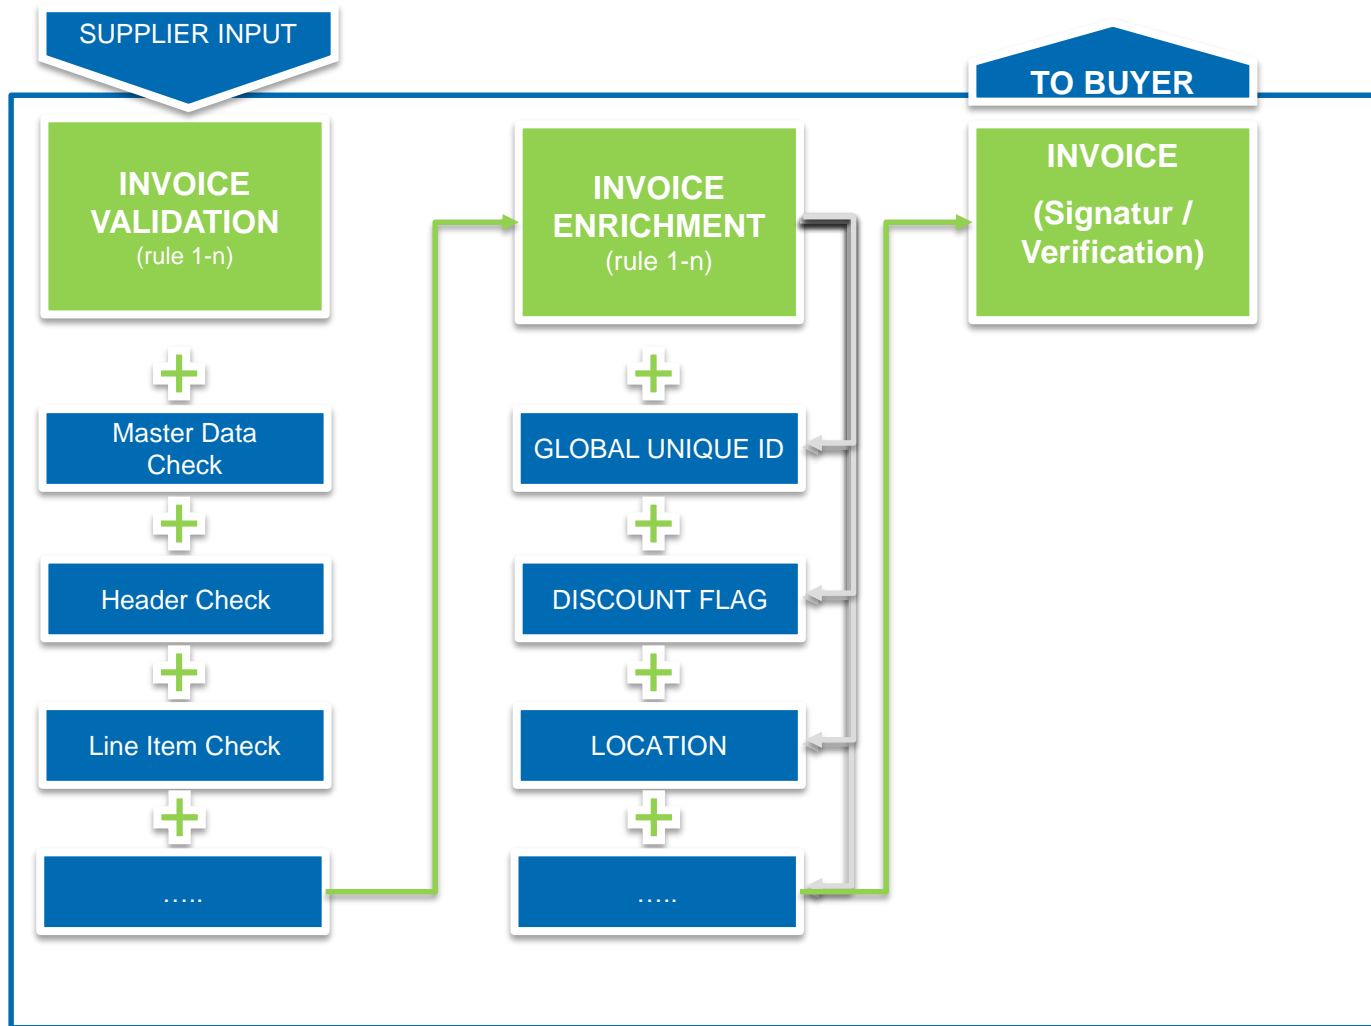 SUPPLIER INPUT
TO BUYER
INVOICE
VALIDATION
(rule 1-n)
Master Data
Check
Header Check
Line Item Check
.....
INVOICE
ENRICHMENT
(rule 1-n)
GLOBAL UNIQUE ID
DISCOUNT FLAG
LOCATION
.....
INVOICE
(Signatur /
Verification)